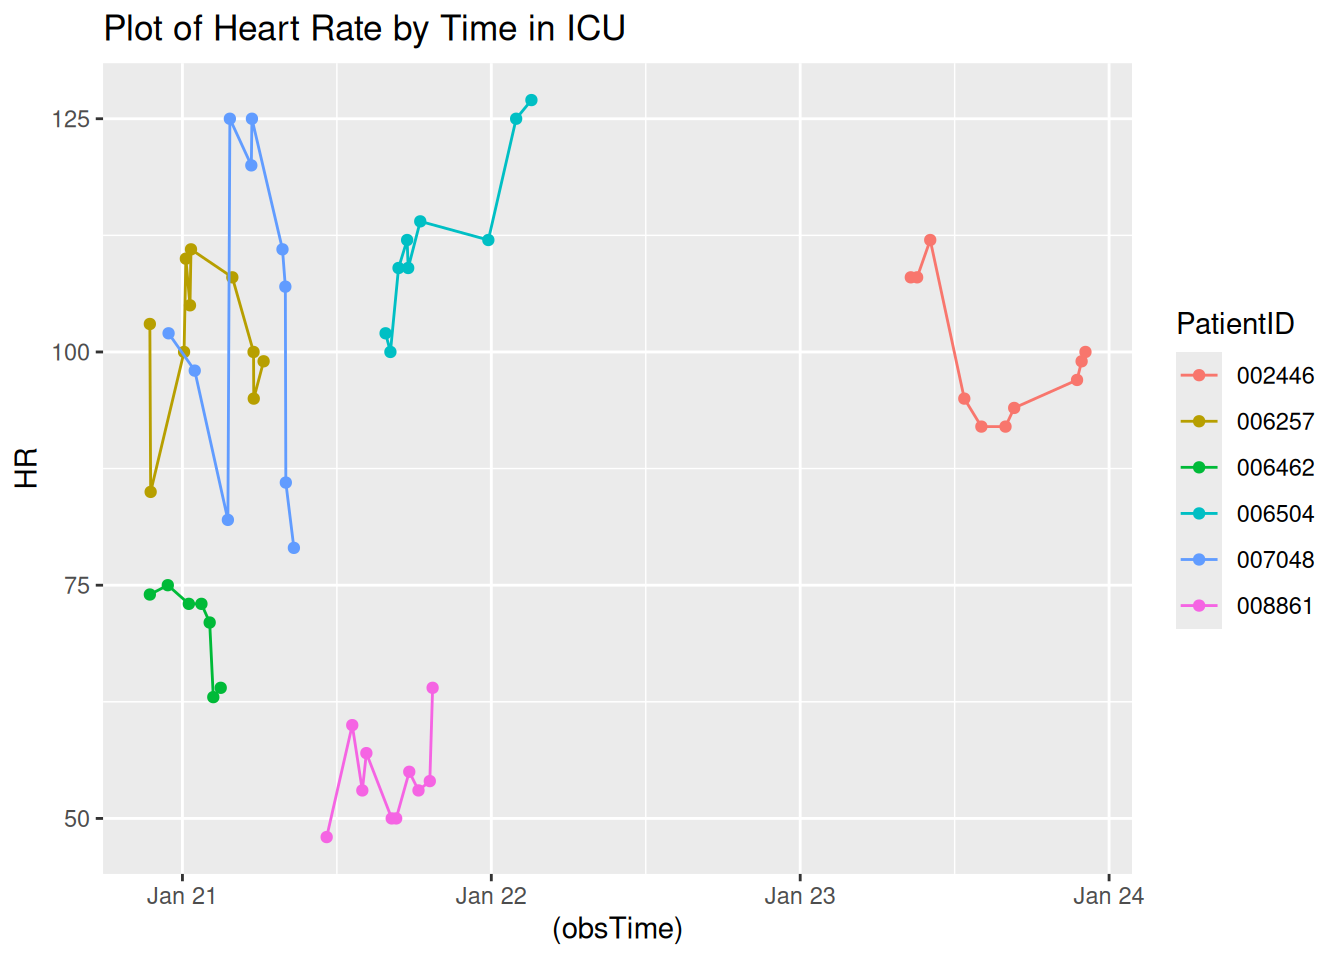 Plot of Heart Rate by Time in ICU
125
100
75
50
HR
Jan 21
Jan 22
Jan 23
Jan 24
(obsTime)
PatientID
002446
006257
006462
006504
007048
008861